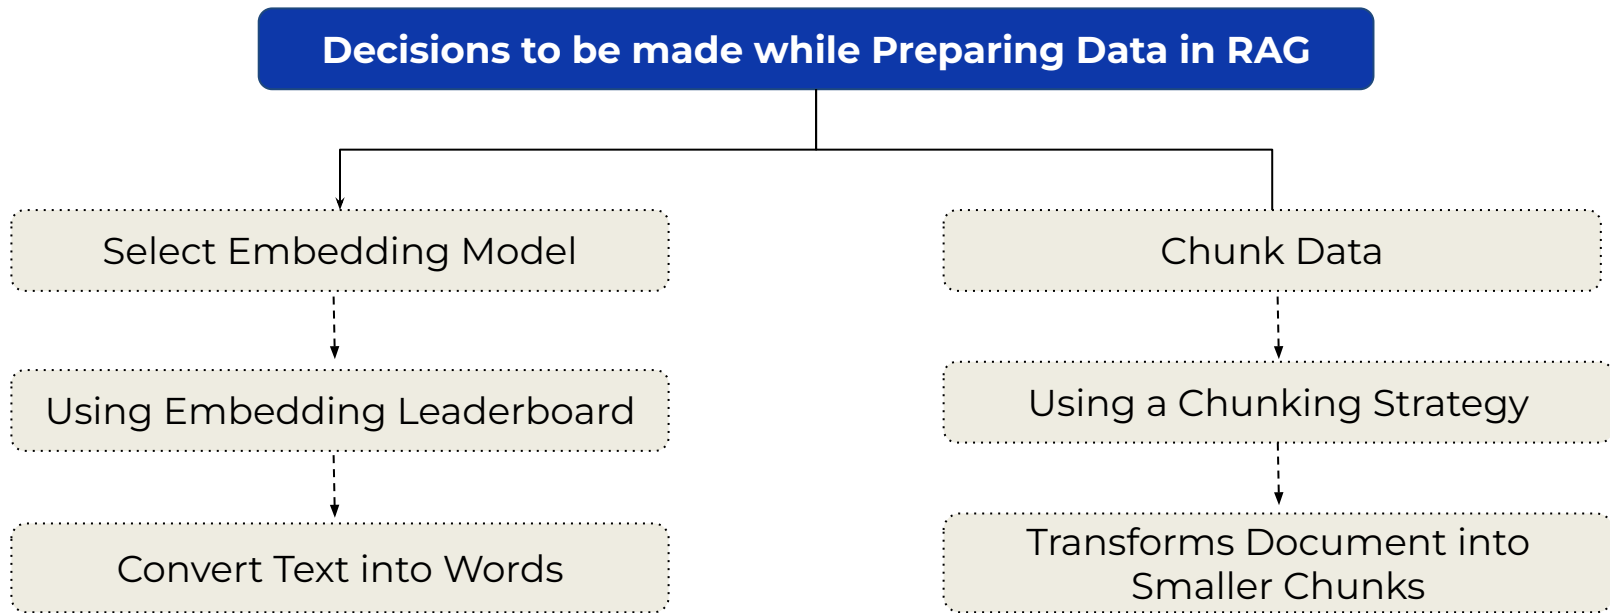 Decisions to be made while Preparing Data in RAG
Select Embedding Model
Chunk Data
Using Embedding Leaderboard
Using a Chunking Strategy
Convert Text into Words
Transforms Document into
Smaller Chunks